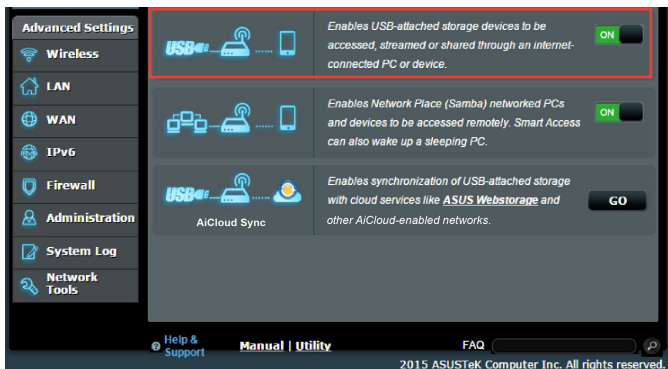 Advanced Settings
Wireless
LAN
WAN
IPv6
Firewall
Administration
System Log
Network
Tools
USB
Enables USB-attached storage devices to be
accessed, streamed or shared through an internet-
connected PC or device.
ON
Enables Network Place (Samba) networked PCs
and devices to be accessed remotely. Smart Access
can also wake up a sleeping PC.
ON
USB
AiCloud Sync
Enables synchronization of USB-attached storage
with cloud services like ASUS Webstorage and
other AiCloud-enabled networks.
GO
Help &
Support
Manual | Utility
FAQ
2015 ASUSTeK Computer Inc. All rights reserved.